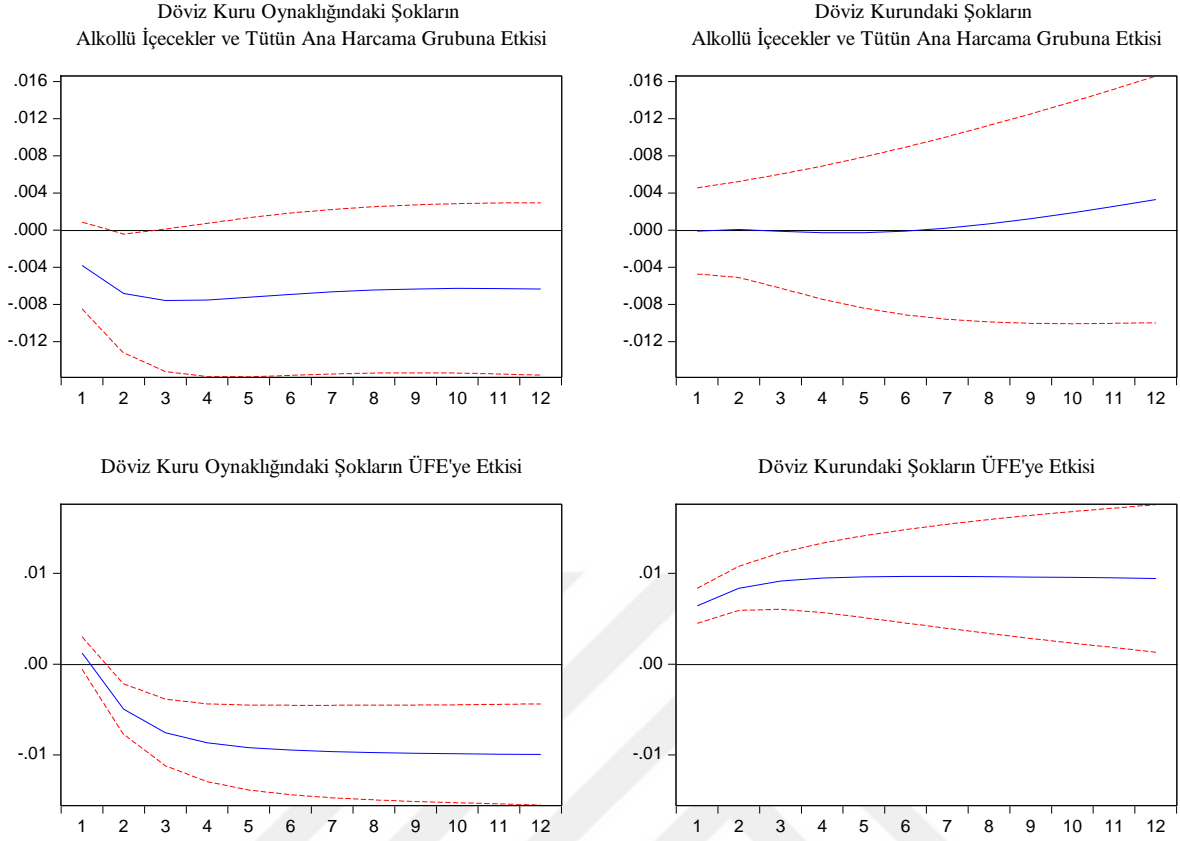 Döviz Kuru Oynaklığındaki Şokların
Alkollü İçecekler ve Tütün Ana Harcama Grubuna Etkisi
.016
.012
.008
.004
.000
-.004
-.008
-.012
1 2 3 4 5 6 7 8 9 10 11 12
Döviz Kurundaki Şokların
Alkollü İçecekler ve Tütün Ana Harcama Grubuna Etkisi
.016
.012
.008
.004
.000
-.004
-.008
-.012
1 2 3 4 5 6 7 8 9 10 11 12
Döviz Kuru Oynaklığındaki Şokların ÜFE'ye Etkisi
.01
.00
-.01
1 2 3 4 5 6 7 8 9 10 11 12
Döviz Kurundaki Şokların ÜFE'ye Etkisi
.01
.00
-.01
1 2 3 4 5 6 7 8 9 10 11 12